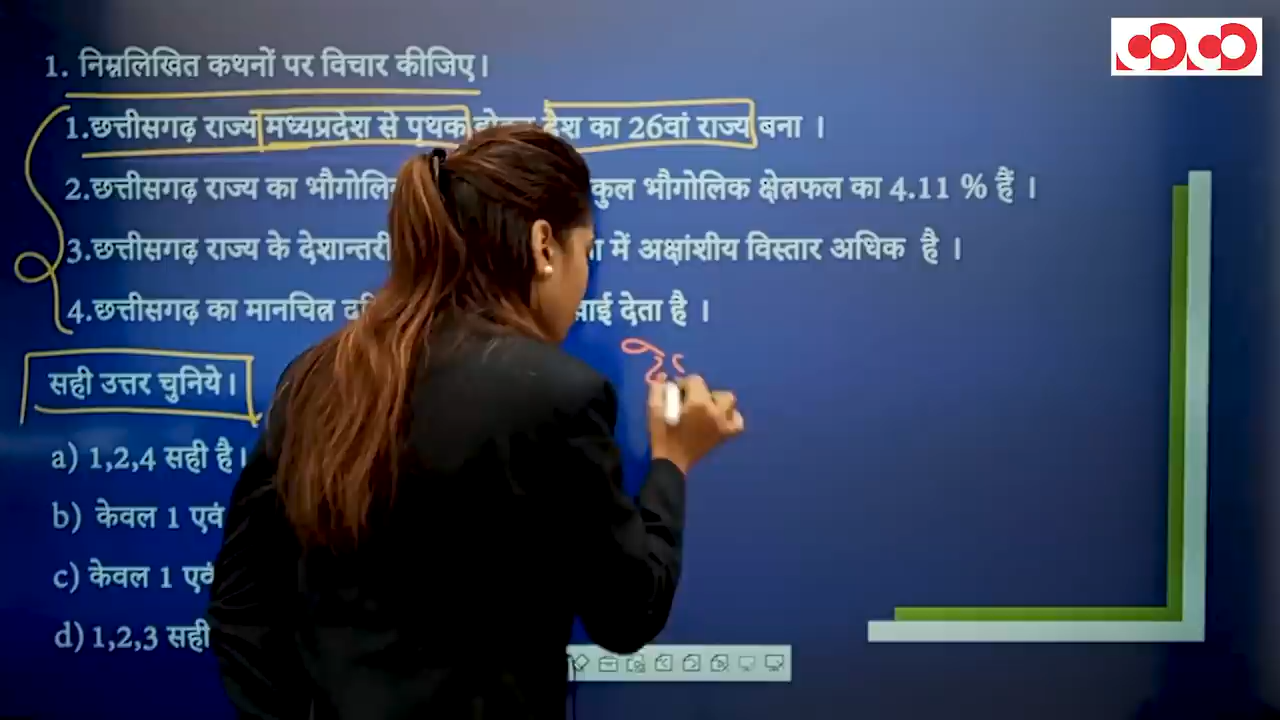 1. निम्नलिखित कथनों पर विचार कीजिए।
1.छत्तीसगढ़ राज्य मध्यप्रदेश से पृथक देश का 26वां राज्य बना ।
2.छत्तीसगढ़ राज्य का कुल भौगोलिक क्षेत्रफल का 4.11 % हैं ।
3.छत्तीसगढ़ राज्य के में अक्षांशीय विस्तार अधिक है ।
4.छत्तीसगढ़ का मानचित्र देता है ।
सही उत्तर चुनिये।
a) 1,2,4 सही है।
b) केवल 1 एवं
c) केवल 1 एवं
d) 1,2,3 सही